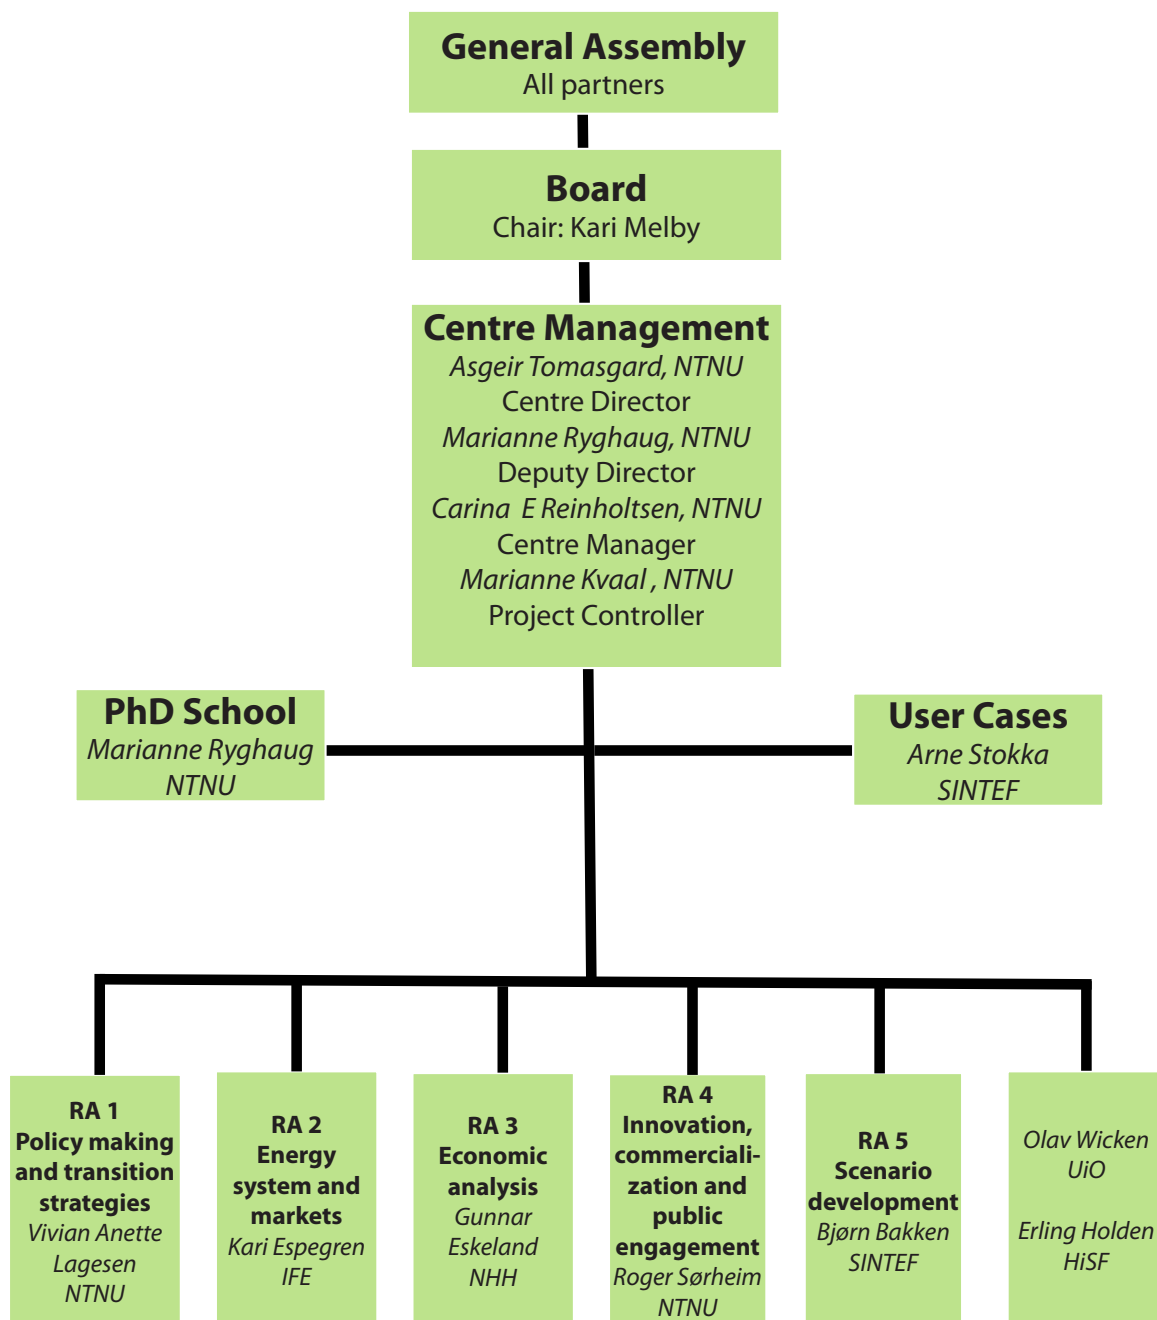 General Assembly
All partners
Board
Chair: Kari Melby
Centre Management
Asgeir Tomasgard, NTNU
Centre Director
Marianne Ryghaug, NTNU
Deputy Director
Carina  E Reinholtsen, NTNU
Centre Manager
Marianne Kvaal , NTNU
Project Controller
PhD School
Marianne Ryghaug
NTNU
User Cases
Arne Stokka
SINTEF
RA 1
Policy making
and transition
strategies
Vivian Anette
Lagesen
NTNU
RA 2
Energy
system and
markets
Kari Espegren
IFE
RA 3
Economic
analysis
Gunnar
Eskeland
NHH
RA 4
Innovation,
commerciali-
zation and
public
engagement
Roger Sørheim
NTNU
RA 5
Scenario
development
Bjørn Bakken
SINTEF
Olav Wicken
UiO
Erling Holden
HiSF